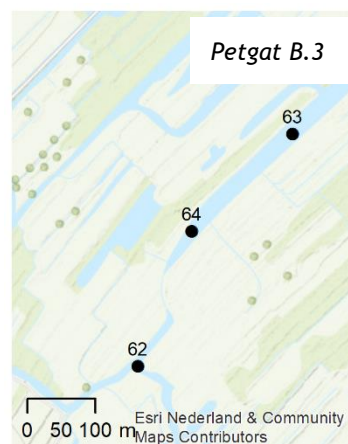 Petgat B.3
63
64
62
0 50 100 m
Esri Nederland & Community
Maps Contributors